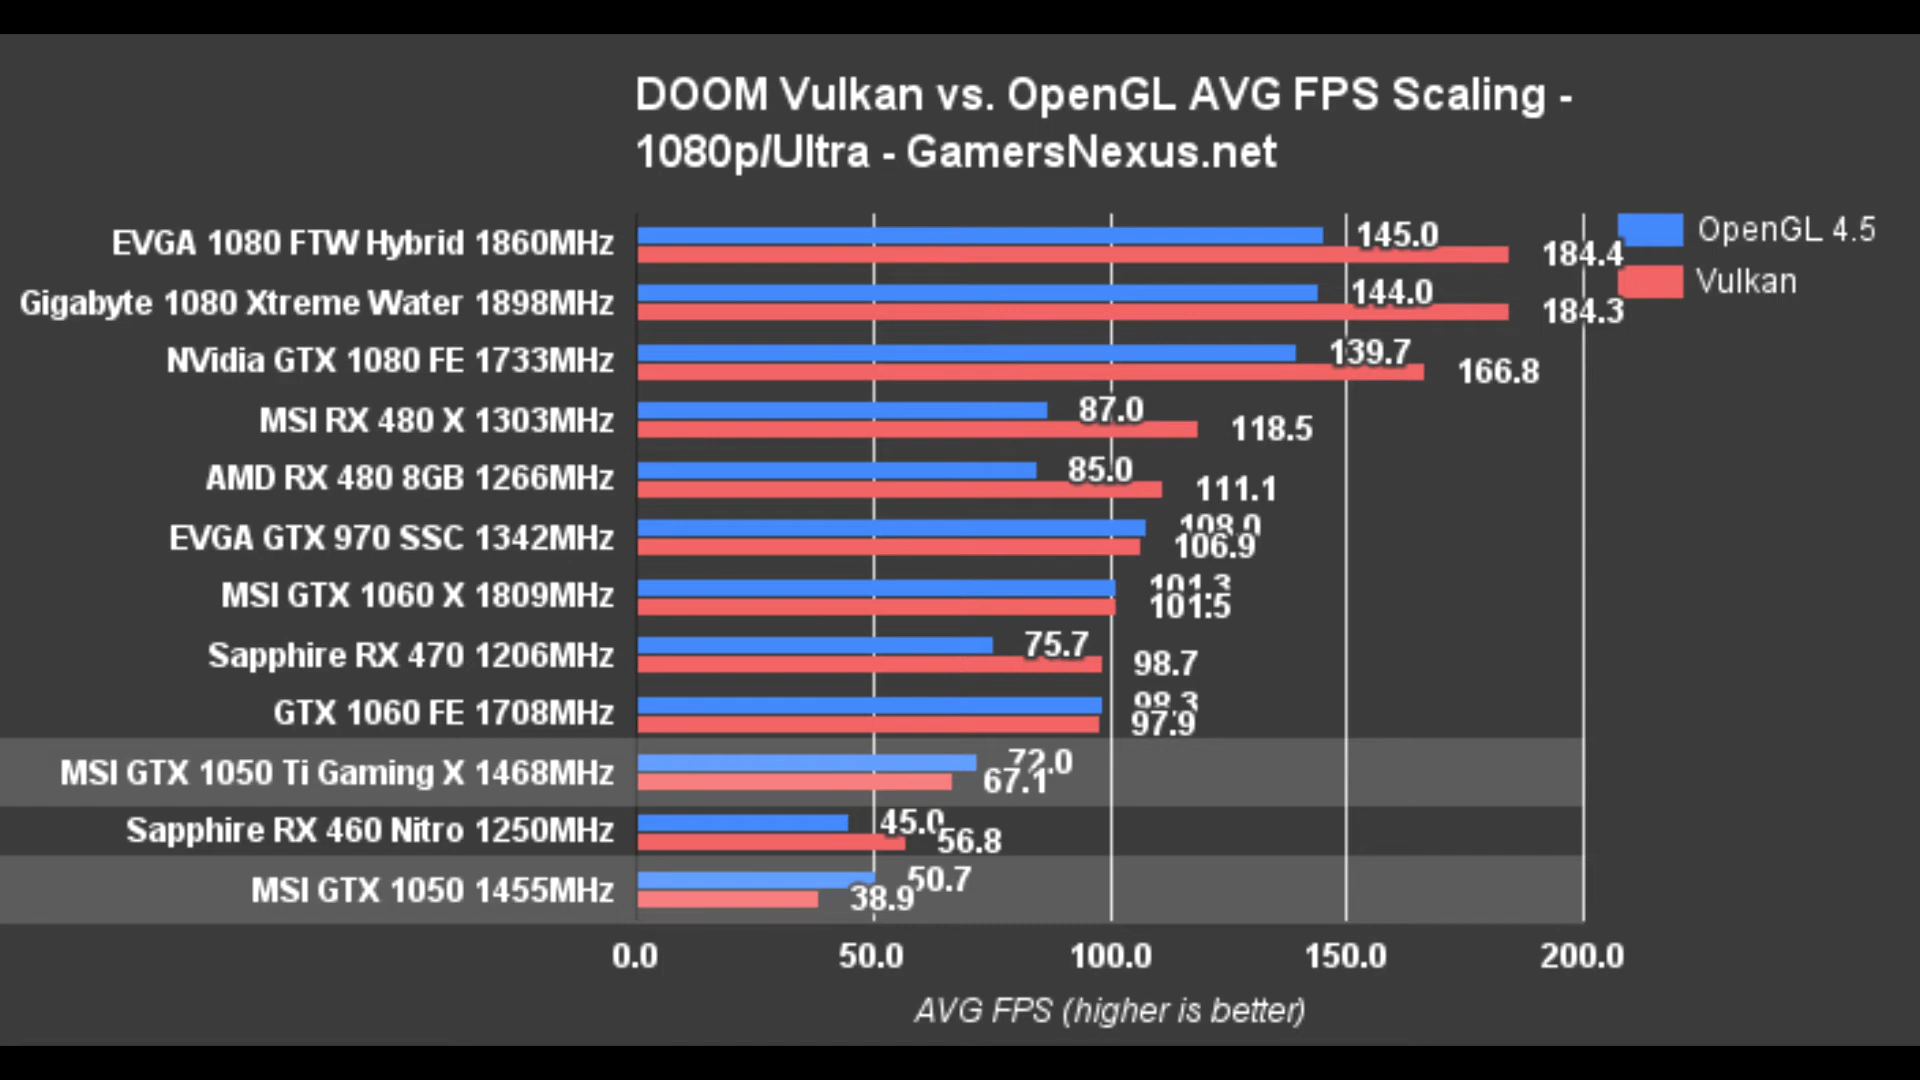 DOOM Vulkan vs. OpenGL AVG FPS Scaling -
1080p/Ultra - GamersNexus.net
OpenGL 4.5
Vulkan
EVGA 1080 FTW Hybrid 1860MHz
145.0
184.4
Gigabyte 1080 Xtreme Water 1898MHz
144.0
184.3
NVidia GTX 1080 FE 1733MHz
139.7
166.8
MSI RX 480 X 1303MHz
87.0
118.5
AMD RX 480 8GB 1266MHz
85.0
111.1
EVGA GTX 970 SSC 1342MHz
108.0
106.9
MSI GTX 1060 X 1809MHz
101.3
101.5
Sapphire RX 470 1206MHz
75.7
98.7
GTX 1060 FE 1708MHz
98.3
97.9
MSI GTX 1050 Ti Gaming X 1468MHz
72.0
67.1
Sapphire RX 460 Nitro 1250MHz
45.0
56.8
MSI GTX 1050 1455MHz
50.7
38.9
0.0 50.0 100.0 150.0 200.0
AVG FPS (higher is better)